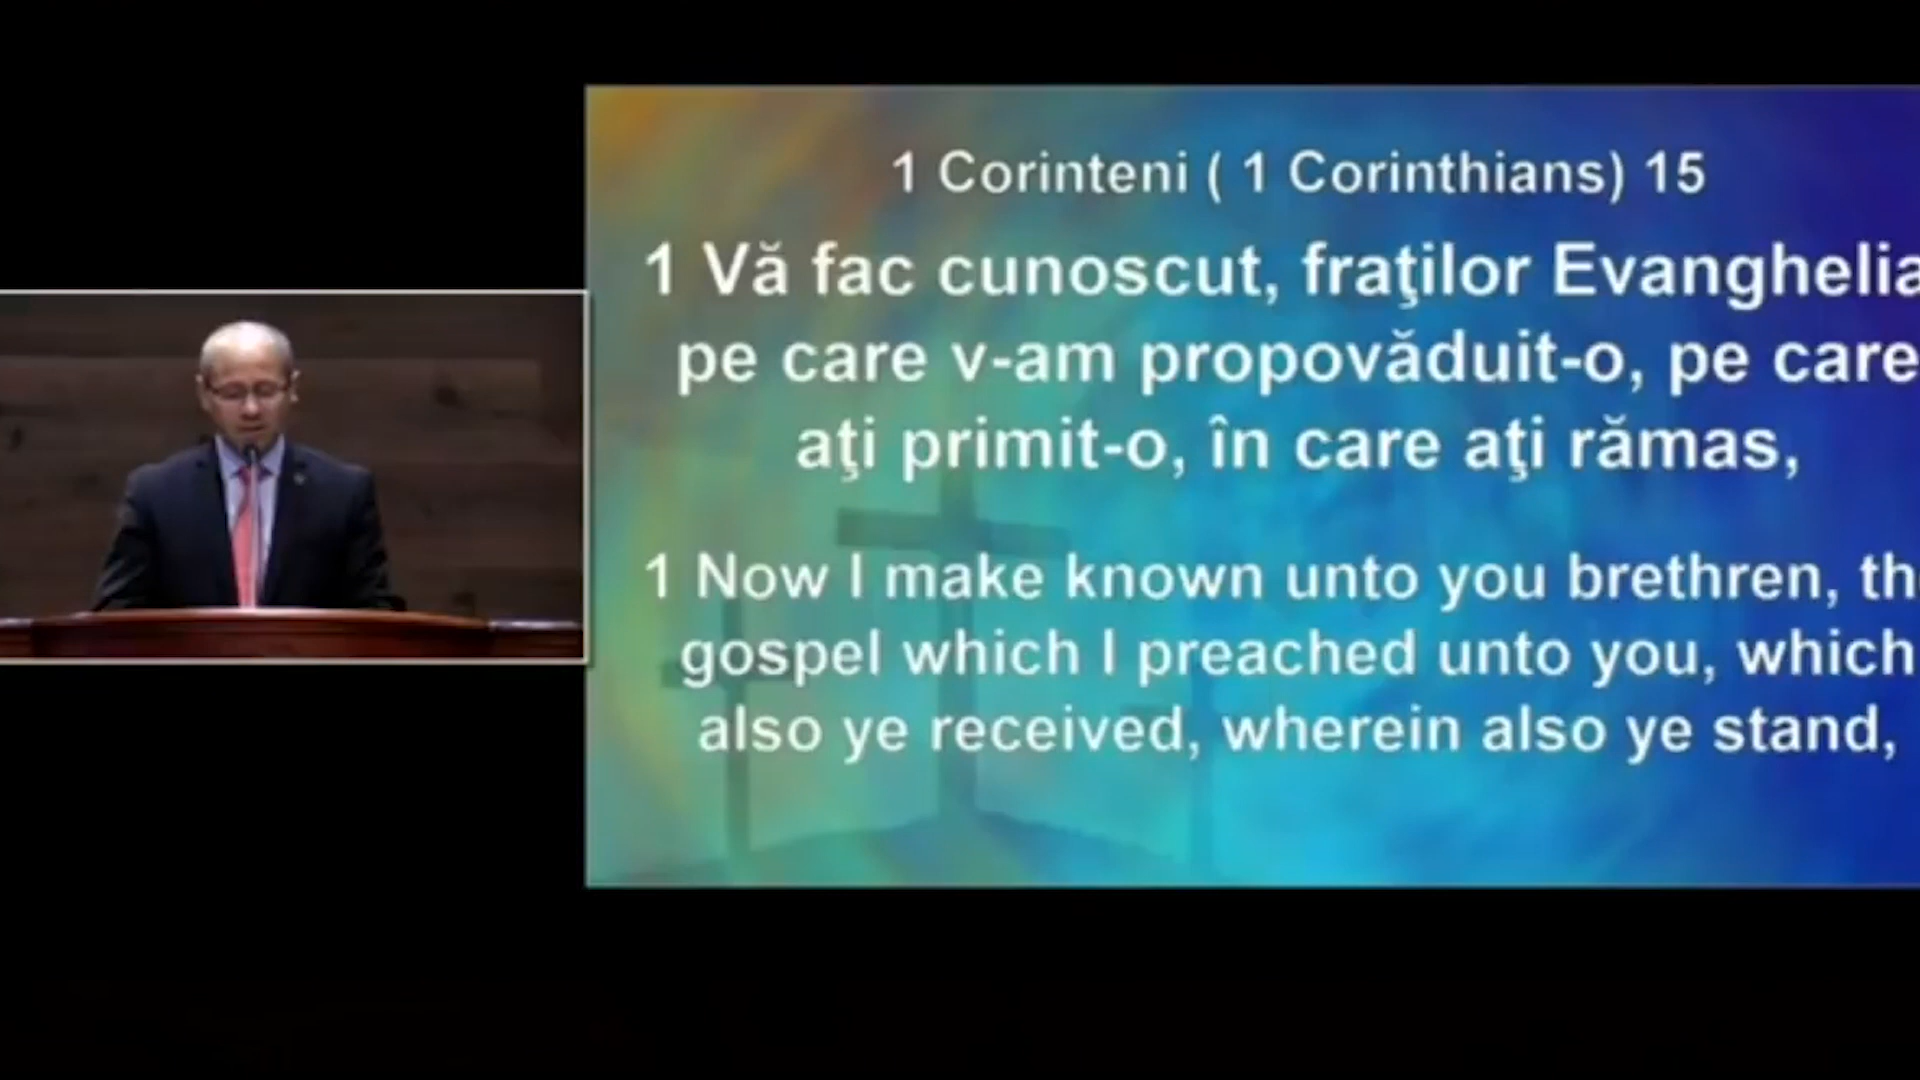 1 Corinteni ( 1 Corinthians) 15
1 Vă fac cunoscut, fraţilor Evanghelia
pe care v-am propovăduit-o, pe care
aţi primit-o, în care aţi rămas,
1 Now I make known unto you brethren, th
gospel which I preached unto you, which
also ye received, wherein also ye stand,